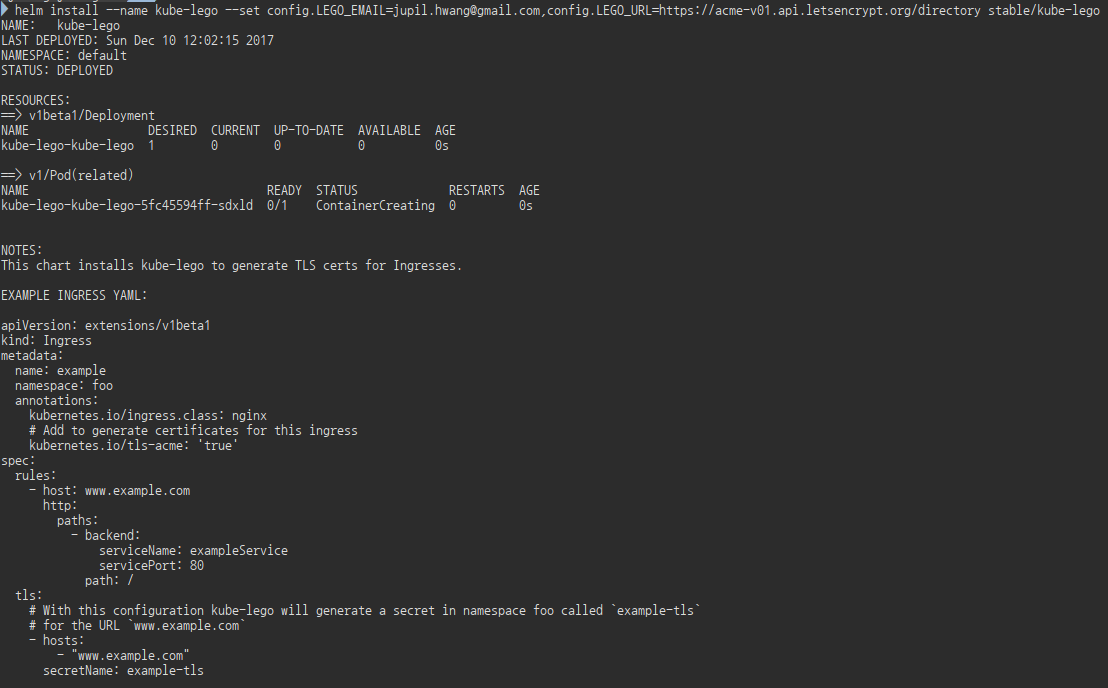 helm install --name kube-lego --set config.LEGO_EMAIL=jupil.hwang@gmail.com,config.LEGO_URL=https://acme-v01.api.letsencrypt.org/directory stable/kube-lego
NAME:   kube-lego
LAST DEPLOYED: Sun Dec 10 12:02:15 2017
NAMESPACE: default
STATUS: DEPLOYED

RESOURCES:
==> v1beta1/Deployment
NAME                 DESIRED  CURRENT  UP-TO-DATE  AVAILABLE  AGE
kube-lego-kube-lego  1        0        0           0          0s

==> v1/Pod(related)
NAME                                  READY  STATUS             RESTARTS  AGE
kube-lego-kube-lego-5fc45594ff-sdxld  0/1    ContainerCreating  0         0s


NOTES:
This chart installs kube-lego to generate TLS certs for Ingresses.

EXAMPLE INGRESS YAML:

apiVersion: extensions/v1beta1
kind: Ingress
metadata:
  name: example
  namespace: foo
  annotations:
    kubernetes.io/ingress.class: nginx
    # Add to generate certificates for this ingress
    kubernetes.io/tls-acme: 'true'
spec:
  rules:
    - host: www.example.com
      http:
        paths:
          - backend:
              serviceName: exampleService
              servicePort: 80
            path: /
  tls:
    # With this configuration kube-lego will generate a secret in namespace foo called `example-tls`
    # for the URL `www.example.com`
    - hosts:
        - "www.example.com"
      secretName: example-tls